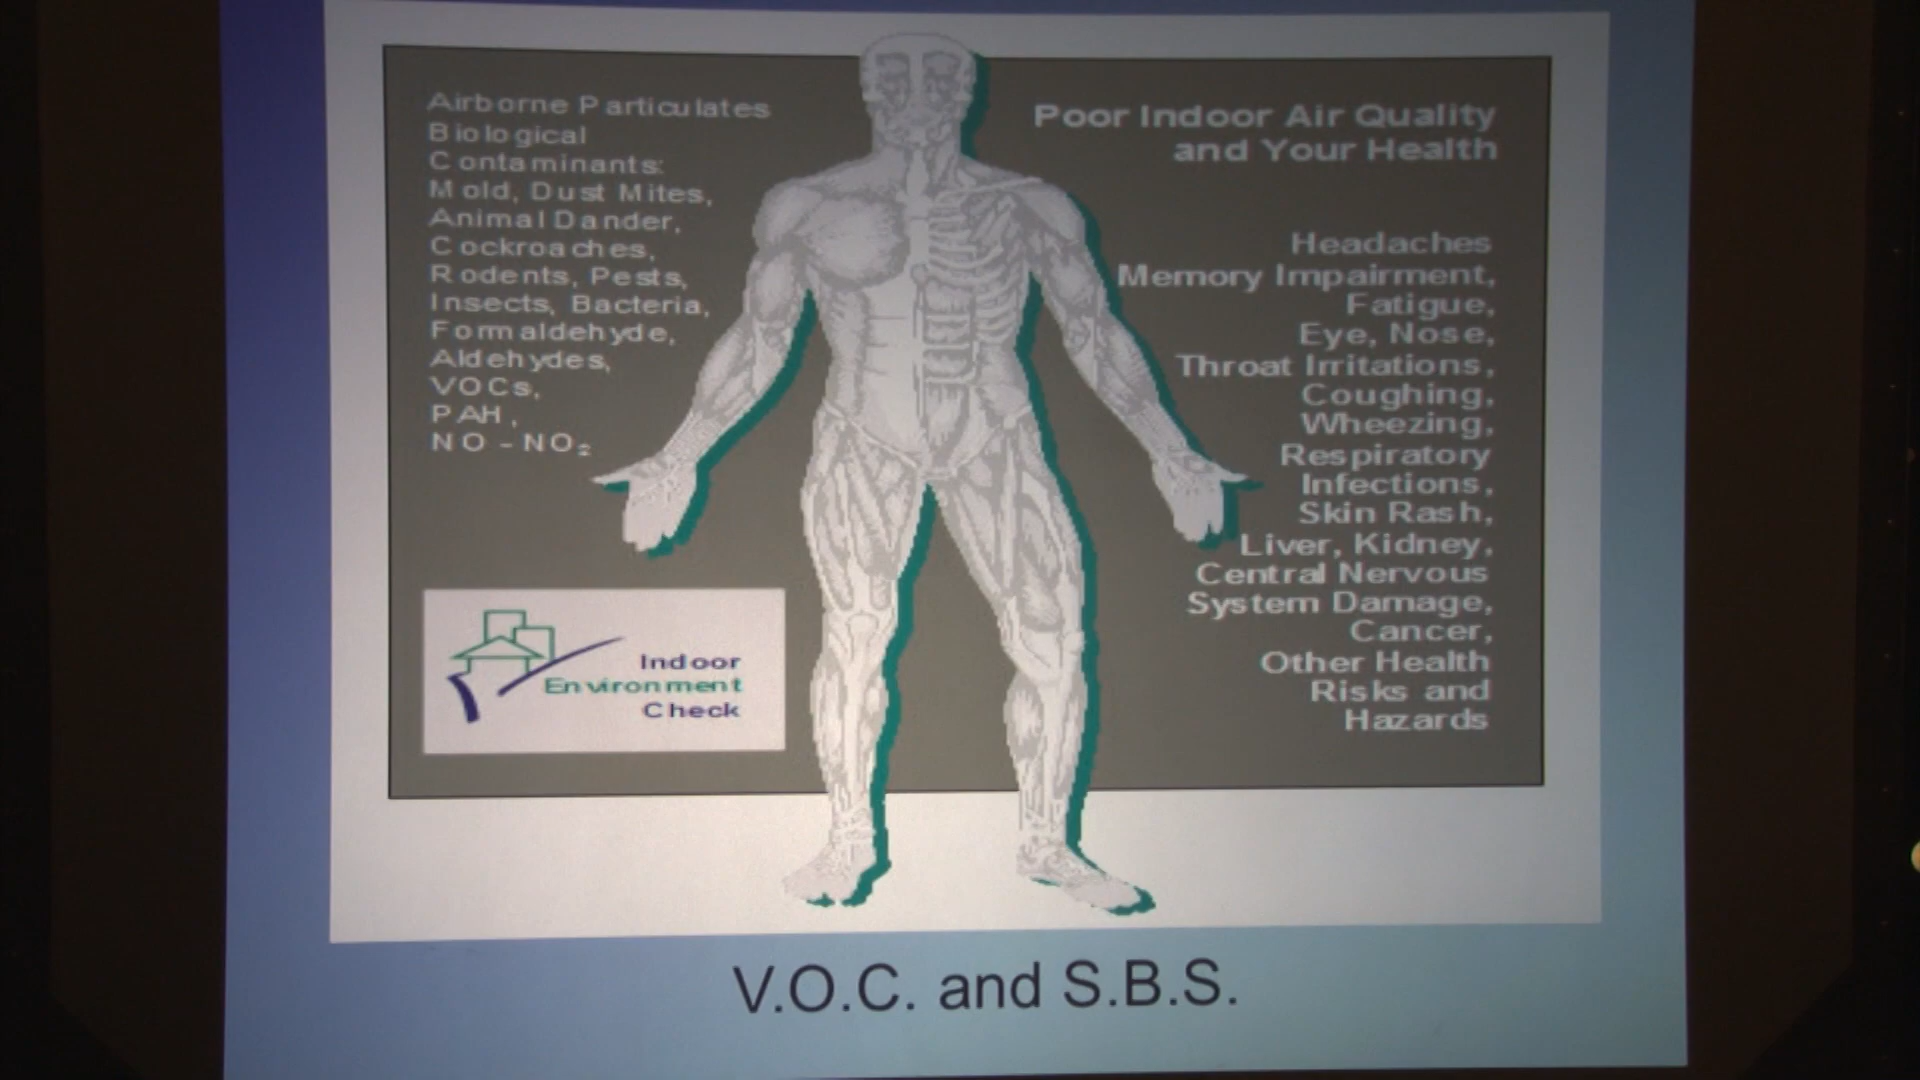 Airborne Particulates
Biological
Contaminants:
Mold, Dust Mites,
Animal Dander,
Cockroaches,
Rodents, Pests,
Insects, Bacteria,
Formaldehyde,
Aldehydes,
VOCs,
PAH,
NO - NO₂
Indoor
Environment
Check
Poor Indoor Air Quality
and Your Health
Headaches
Memory Impairment,
Fatigue,
Eye, Nose,
Throat Irritations,
Coughing,
Wheezing,
Respiratory
Infections,
Skin Rash,
Liver, Kidney,
Central Nervous
System Damage,
Cancer,
Other Health
Risks and
Hazards
V.O.C. and S.B.S.